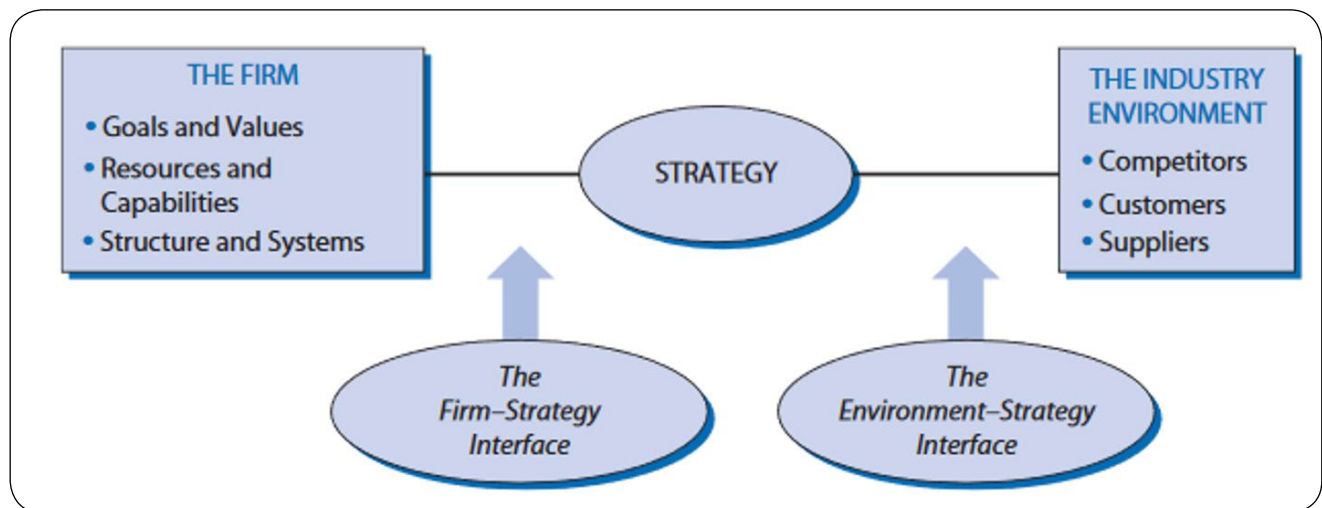 THE FIRM
• Goals and Values
• Resources and
Capabilities
• Structure and Systems
STRATEGY
THE INDUSTRY
ENVIRONMENT
• Competitors
• Customers
• Suppliers
The
Firm–Strategy
Interface
The
Environment–Strategy
Interface